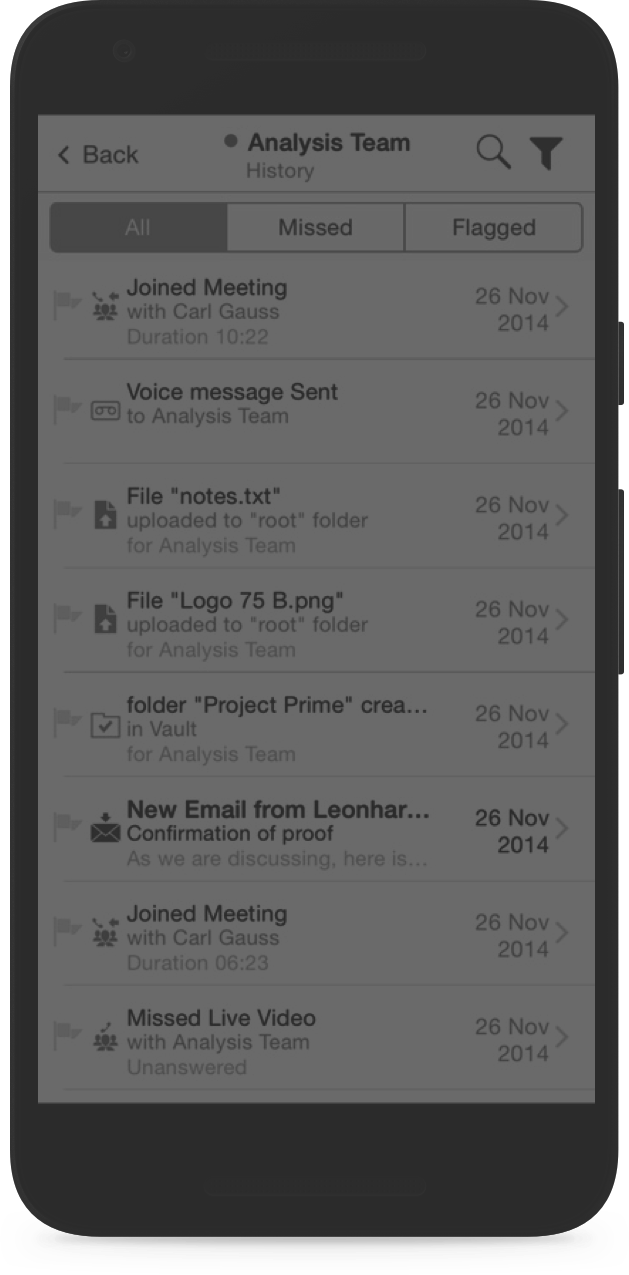 Back
Analysis Team
History
All
Missed
Flagged
Joined Meeting
with Carl Gauss
Duration 10:22
26 Nov
2014
Voice message Sent
to Analysis Team
26 Nov
2014
File "notes.txt"
uploaded to "root" folder
for Analysis Team
26 Nov
2014
File "Logo 75 B.png"
uploaded to "root" folder
for Analysis Team
26 Nov
2014
folder "Project Prime" crea...
in Vault
for Analysis Team
26 Nov
2014
New Email from Leonhar...
Confirmation of proof
As we are discussing, here is...
26 Nov
2014
Joined Meeting
with Carl Gauss
Duration 06:23
26 Nov
2014
Missed Live Video
with Analysis Team
Unanswered
26 Nov
2014